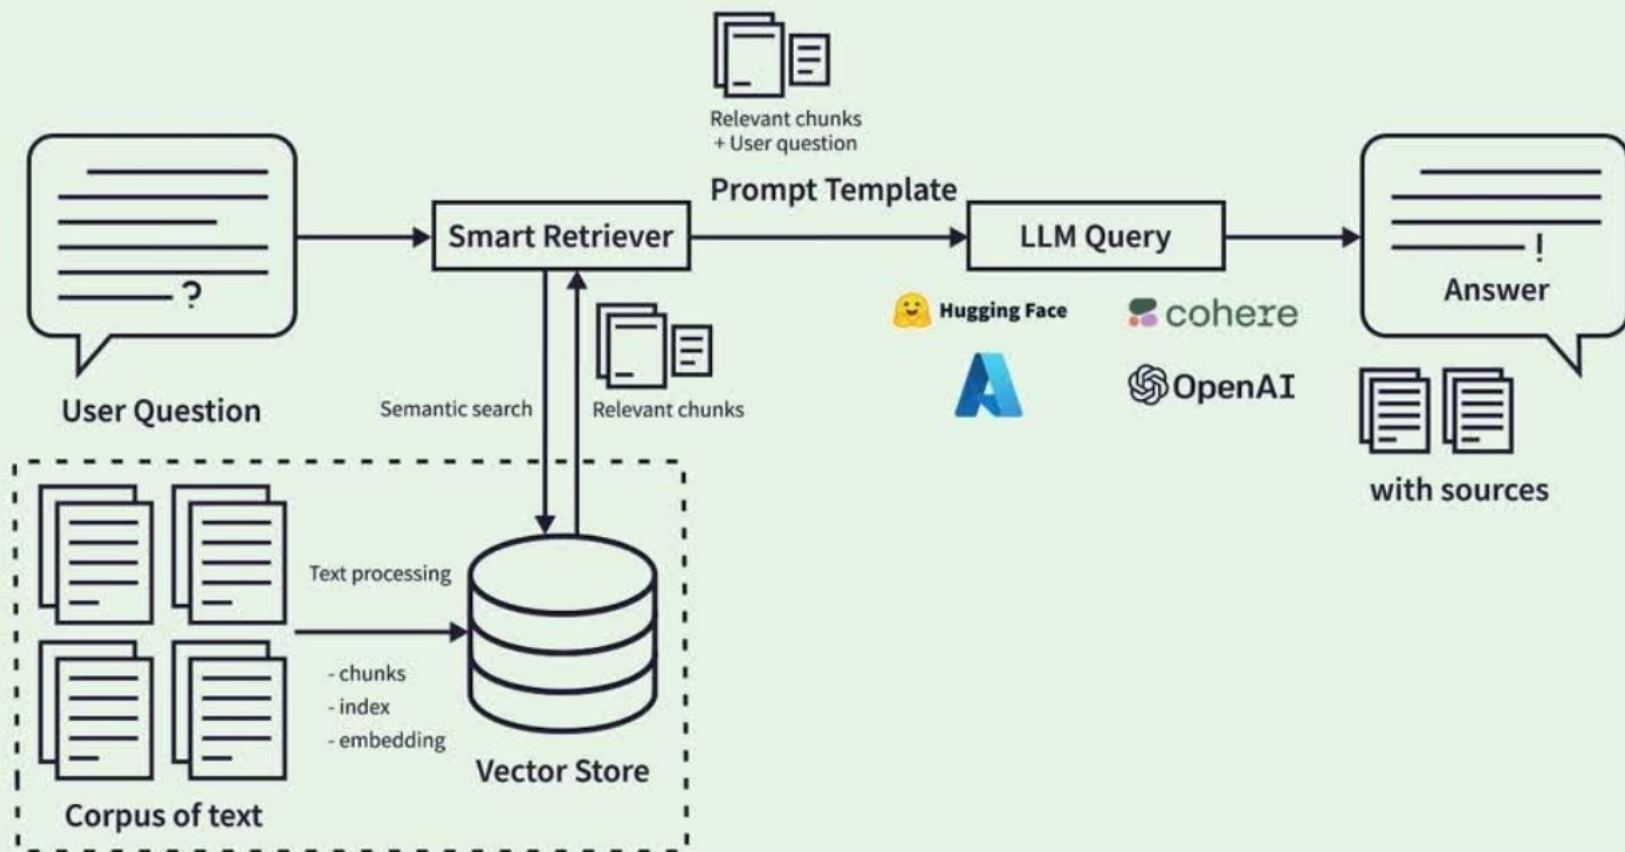 Relevant chunks
+ User question
Prompt Template
?
Smart Retriever
LLM Query
!
Answer
Hugging Face
cohere
OpenAI
User Question
Semantic search
Relevant chunks
with sources
Text processing
- chunks
- index
- embedding
Vector Store
Corpus of text